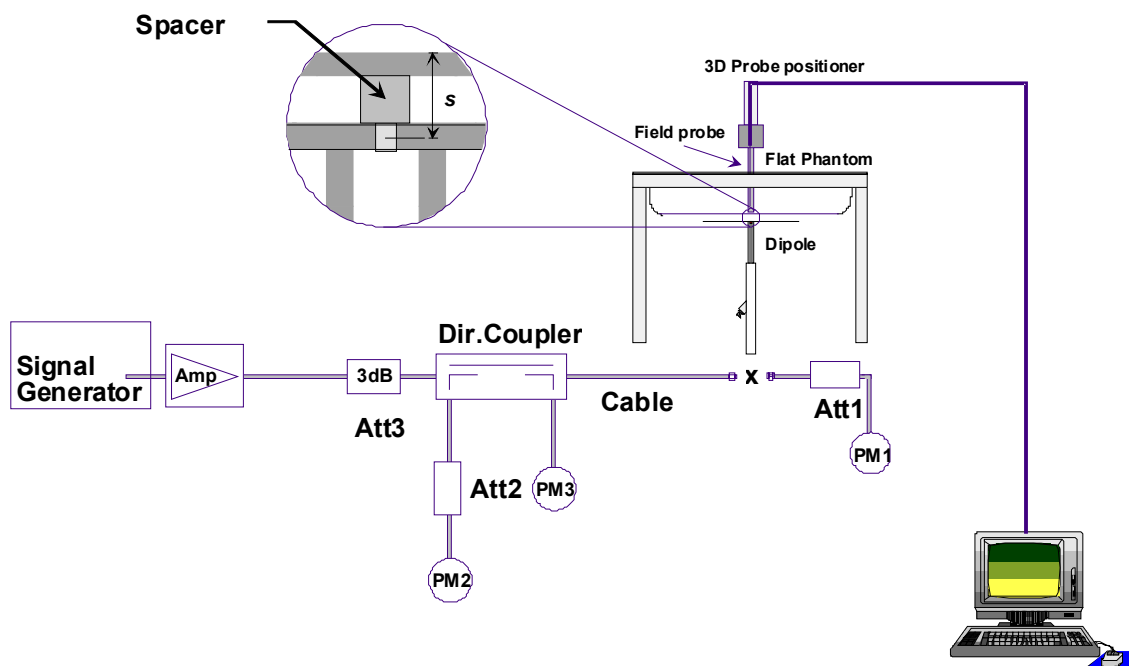 Spacer
s
3D Probe positioner
Field probe
Flat Phantom
Dipole
Signal
Generator
Amp
3dB
Att3
Dir.Coupler
Cable
x
Att1
PM1
Att2
PM3
PM2